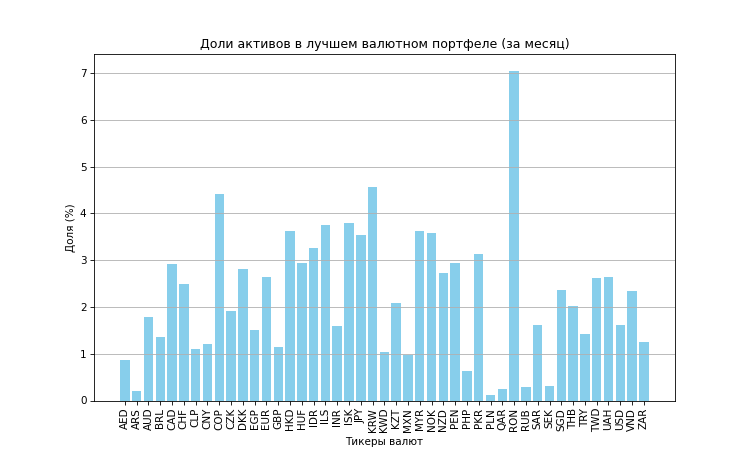 Доли активов в лучшем валютном портфеле (за месяц)
Доля (%)
7
6
5
4
3
2
1
0
AED
ARS
AUD
BRL
CAD
CHF
CLP
CNY
COP
CZK
DKK
EGP
EUR
GBP
HKD
HUF
IDR
ILS
INR
ISK
JPY
KRW
KWD
KZT
MXN
MYR
NOK
NZD
PEN
PHP
PKR
PLN
QAR
RON
RUB
SAR
SEK
SGD
THB
TRY
TWD
UAH
USD
VND
ZAR
Тикеры валют